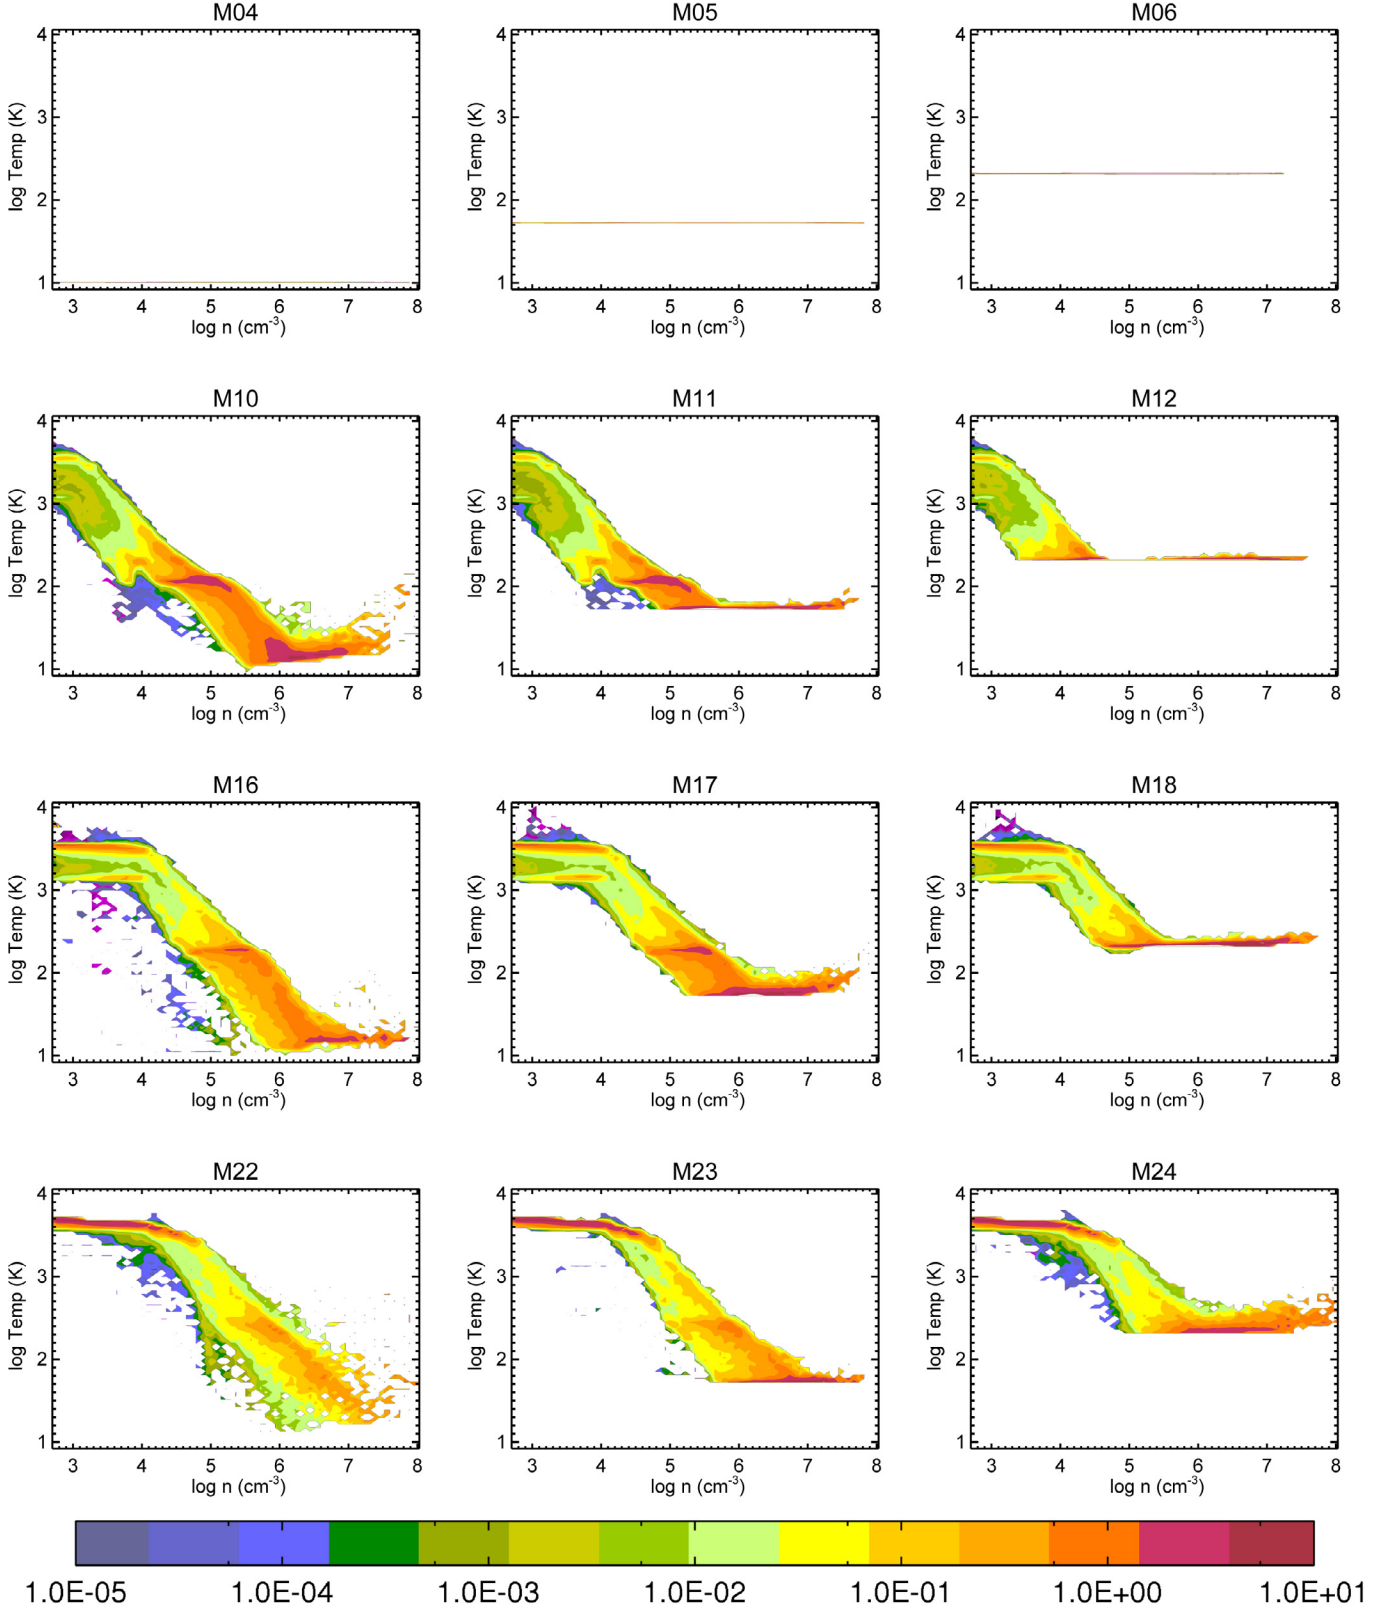 M04 M05 M06
4 4 4
3 3 3
2 2 2
1 1 1
log Temp (K) log Temp (K) log Temp (K)
3 4 5 6 7 8 3 4 5 6 7 8 3 4 5 6 7 8
log n (cm⁻³) log n (cm⁻³) log n (cm⁻³)
M10 M11 M12
4 4 4
3 3 3
2 2 2
1 1 1
log Temp (K) log Temp (K) log Temp (K)
3 4 5 6 7 8 3 4 5 6 7 8 3 4 5 6 7 8
log n (cm⁻³) log n (cm⁻³) log n (cm⁻³)
M16 M17 M18
4 4 4
3 3 3
2 2 2
1 1 1
log Temp (K) log Temp (K) log Temp (K)
3 4 5 6 7 8 3 4 5 6 7 8 3 4 5 6 7 8
log n (cm⁻³) log n (cm⁻³) log n (cm⁻³)
M22 M23 M24
4 4 4
3 3 3
2 2 2
1 1 1
log Temp (K) log Temp (K) log Temp (K)
3 4 5 6 7 8 3 4 5 6 7 8 3 4 5 6 7 8
log n (cm⁻³) log n (cm⁻³) log n (cm⁻³)
1.0E-05 1.0E-04 1.0E-03 1.0E-02 1.0E-01 1.0E+00 1.0E+01